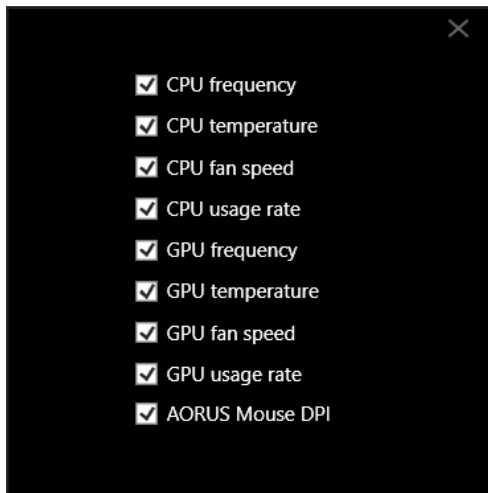 CPU frequency
CPU temperature
CPU fan speed
CPU usage rate
GPU frequency
GPU temperature
GPU fan speed
GPU usage rate
AORUS Mouse DPI